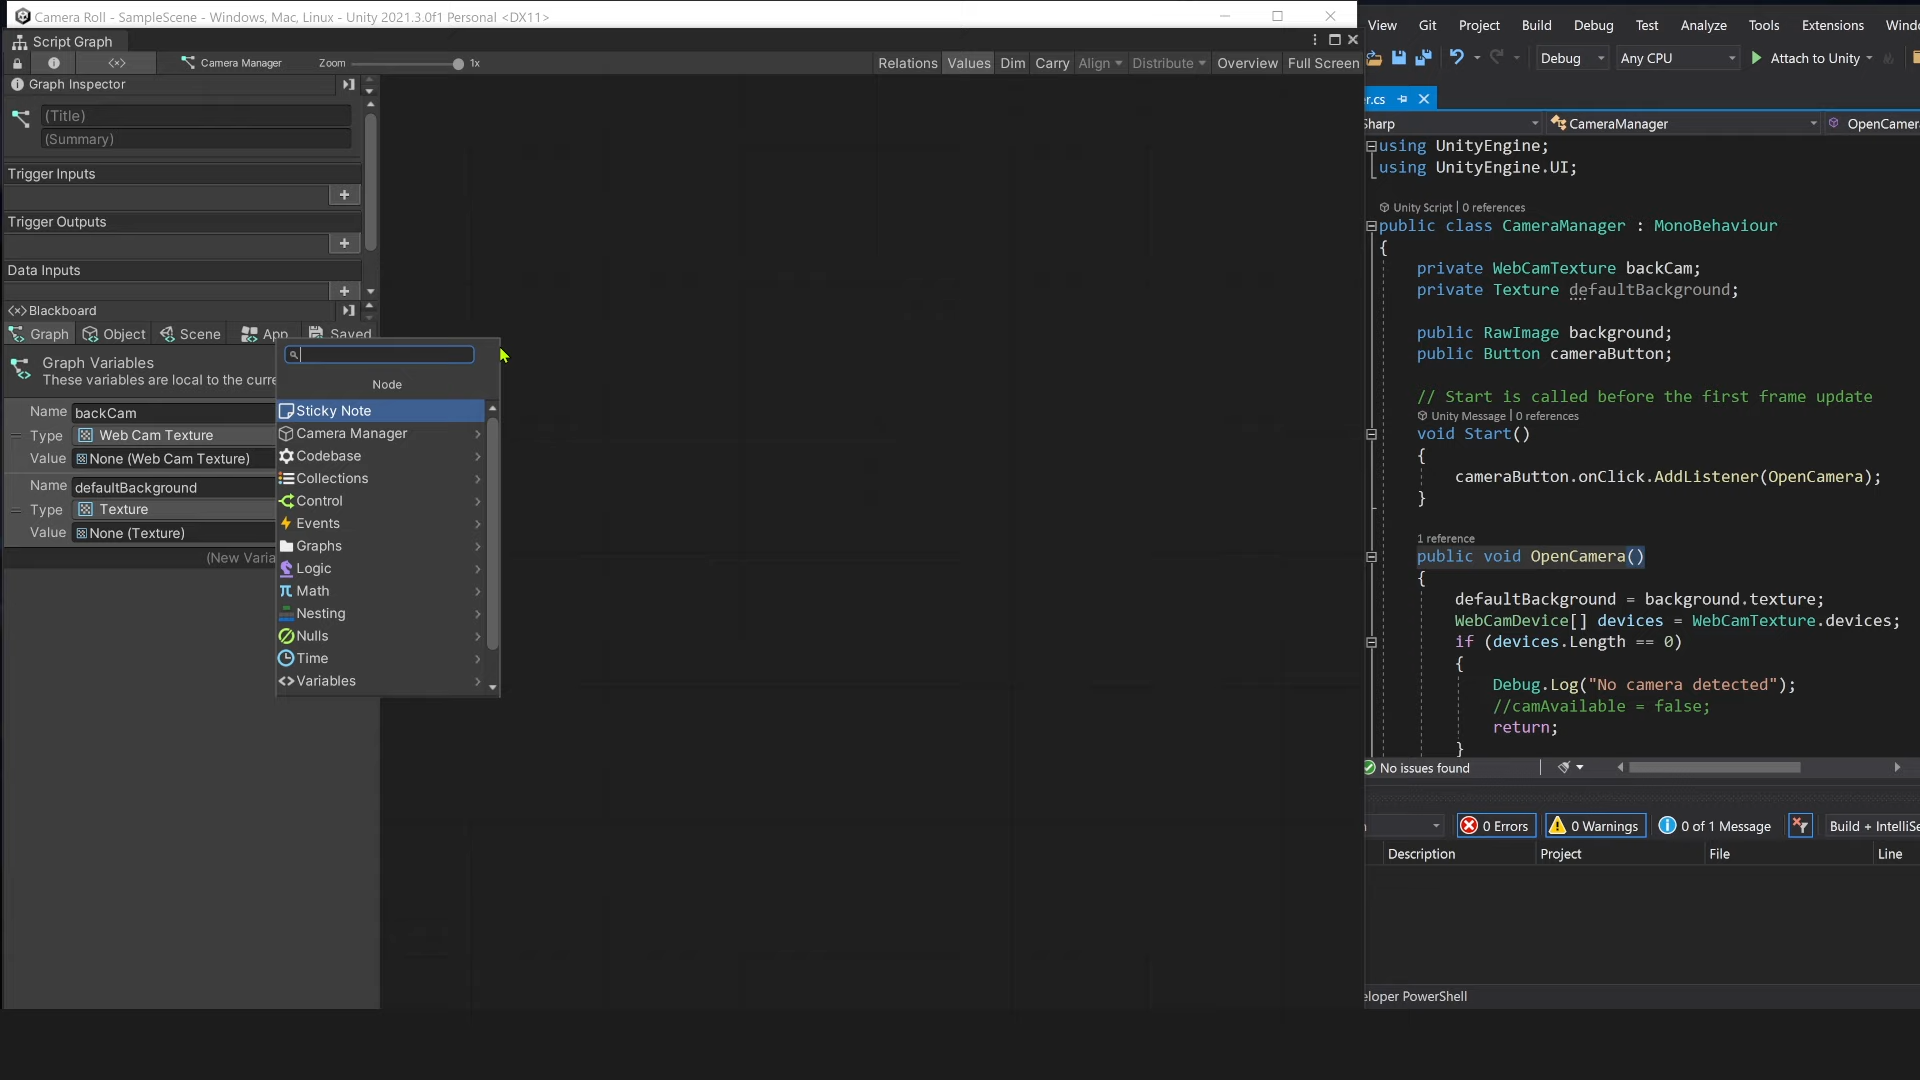 Camera Roll - SampleScene - Windows, Mac, Linux - Unity 2021.3.0f1 Personal <DX11>
Script Graph
Camera Manager
Zoom
1x
Relations
Values
Dim
Carry
Align
Distribute
Overview
Full Screen
Graph Inspector
(Title)
(Summary)
Trigger Inputs
+
Trigger Outputs
+
Data Inputs
+
Blackboard
Graph
Object
Scene
App
Saved
Graph Variables
These variables are local to the curre
Name backCam
Type Web Cam Texture
Value None (Web Cam Texture)
Name defaultBackground
Type Texture
Value None (Texture)
(New Varia
Node
Sticky Note
Camera Manager
Codebase
Collections
Control
Events
Graphs
Logic
Math
Nesting
Nulls
Time
Variables
View Git Project Build Debug Test Analyze Tools Extensions Windo
Debug
Any CPU
Attach to Unity
r.cs
Sharp
CameraManager
OpenCamera
using UnityEngine;
using UnityEngine.UI;
Unity Script | 0 references
public class CameraManager : MonoBehaviour
{
private WebCamTexture backCam;
private Texture defaultBackground;
public RawImage background;
public Button cameraButton;
// Start is called before the first frame update
Unity Message | 0 references
void Start()
{
cameraButton.onClick.AddListener(OpenCamera);
}
1 reference
public void OpenCamera()
{
defaultBackground = background.texture;
WebCamDevice[] devices = WebCamTexture.devices;
if (devices.Length == 0)
{
Debug.Log("No camera detected");
//camAvailable = false;
return;
}
No issues found
0 Errors
0 Warnings
0 of 1 Message
Build + IntelliSe
Description
Project
File
Line
eloper PowerShell